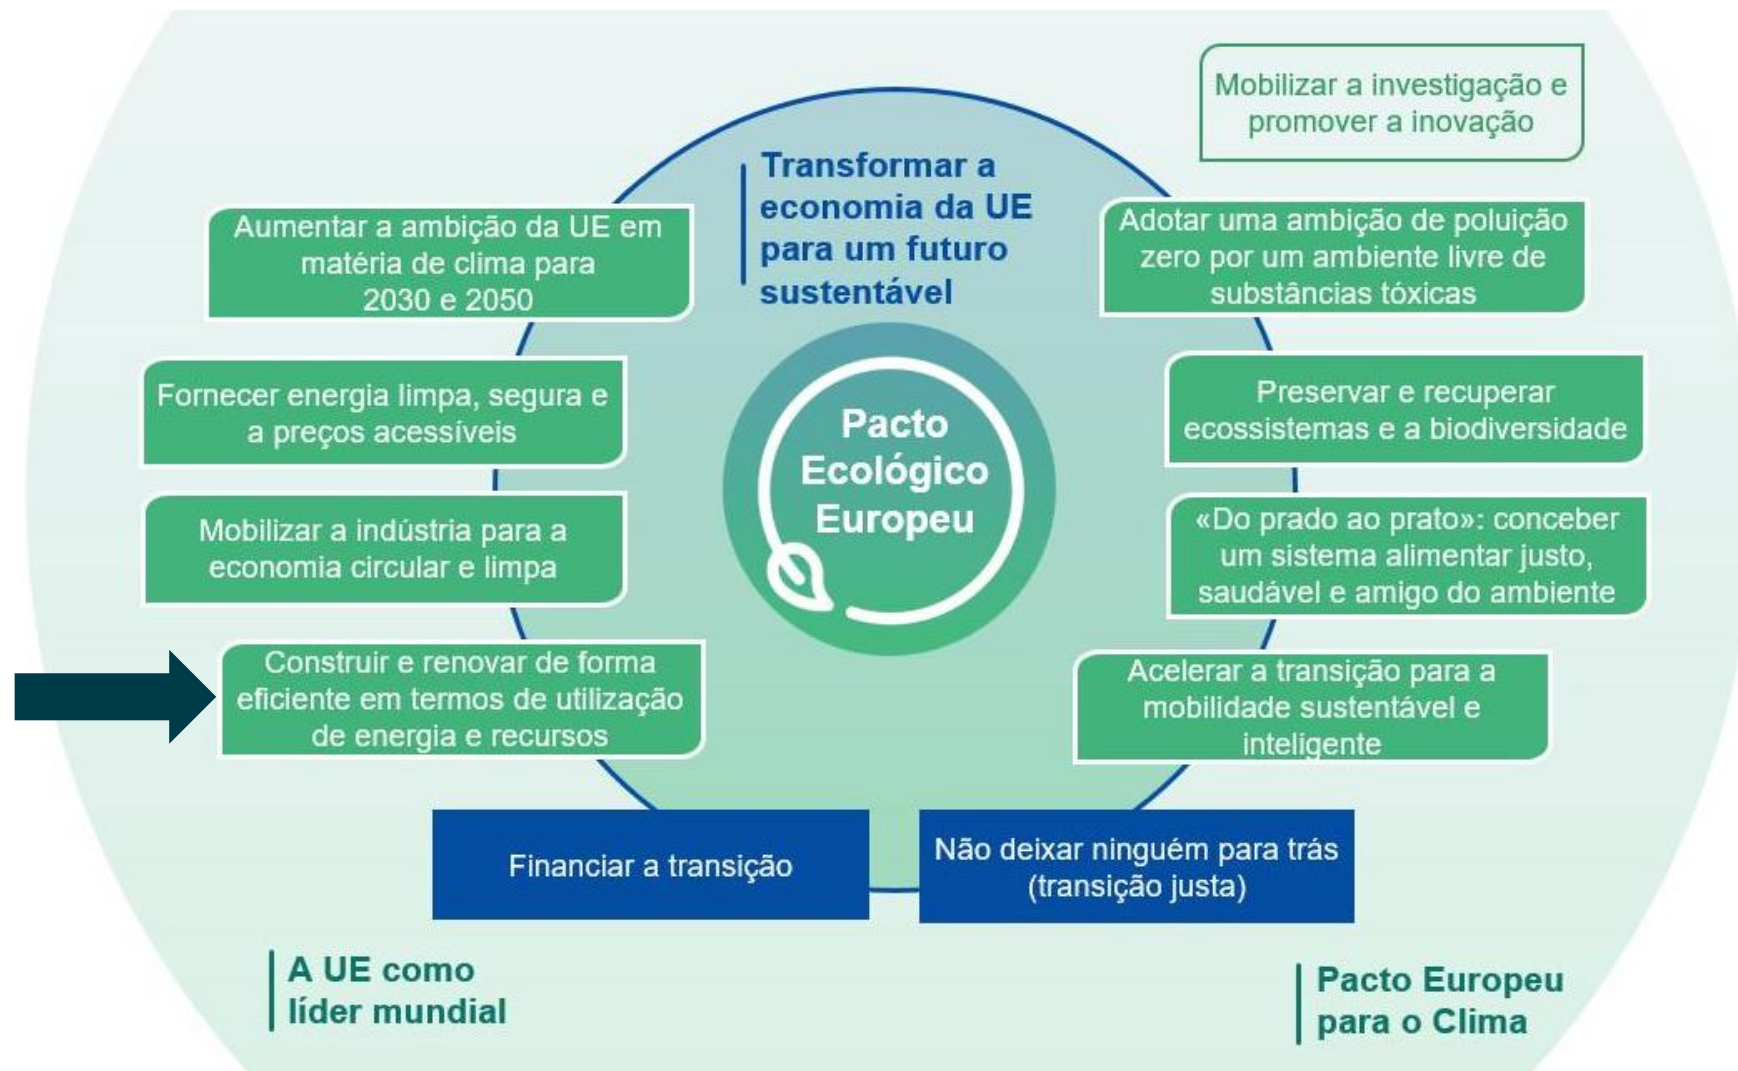 Mobilizar a investigação e
promover a inovação
Transformar a
economia da UE
para um futuro
sustentável
Aumentar a ambição da UE em
matéria de clima para
2030 e 2050
Adotar uma ambição de poluição
zero por um ambiente livre de
substâncias tóxicas
Fornecer energia limpa, segura e
a preços acessíveis
Preservar e recuperar
ecossistemas e a biodiversidade
Pacto
Ecológico
Europeu
Mobilizar a indústria para a
economia circular e limpa
«Do prado ao prato»: conceber
um sistema alimentar justo,
saudável e amigo do ambiente
Construir e renovar de forma
eficiente em termos de utilização
de energia e recursos
Acelerar a transição para a
mobilidade sustentável e
inteligente
Financiar a transição
Não deixar ninguém para trás
(transição justa)
A UE como
líder mundial
Pacto Europeu
para o Clima